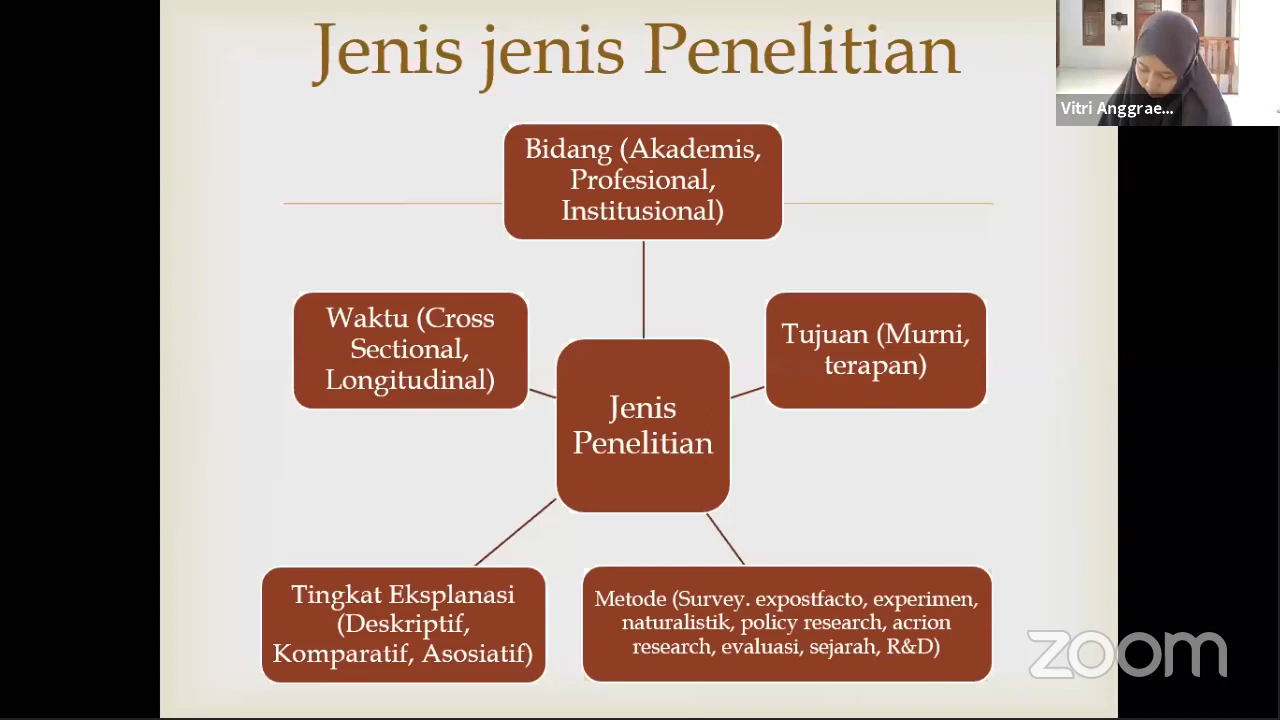 Jenis jenis Penelitian
Vitri Anggrae...
Bidang (Akademis,
Profesional,
Institusional)
Waktu (Cross
Sectional,
Longitudinal)
Tujuan (Murni,
terapan)
Jenis
Penelitian
Tingkat Eksplanasi
(Deskriptif,
Komparatif, Asosiatif)
Metode (Survey. expostfacto, experimen,
naturalistik, policy research, acrion
research, evaluasi, sejarah, R&D)
zoom